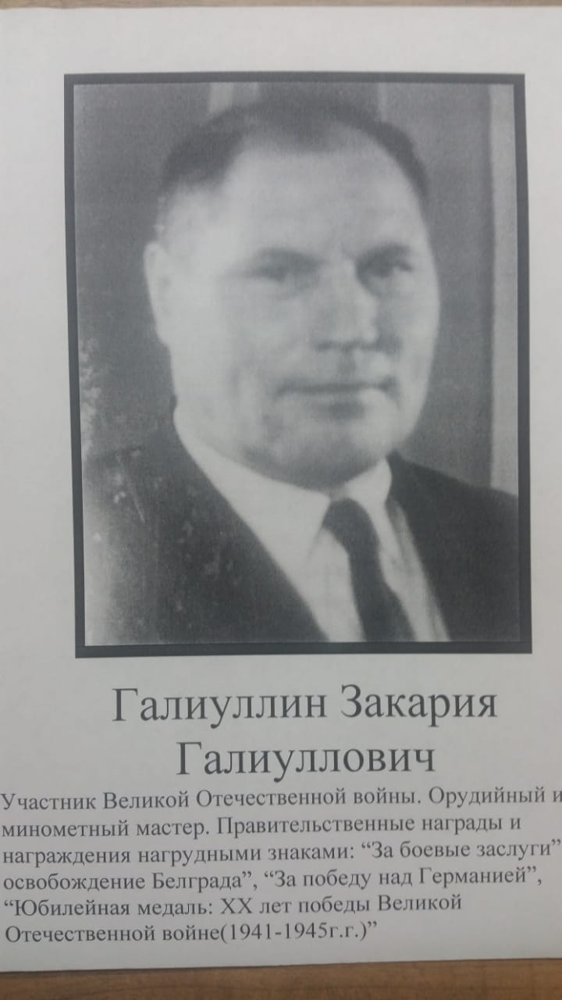 Галиуллин Закария
Галиуллович
Участник Великой Отечественной войны. Орудийный и
минометный мастер. Правительственные награды и
награждения нагрудными знаками: “За боевые заслуги”
освобождение Белграда”, “За победу над Германией”,
“Юбилейная медаль: XX лет победы Великой
Отечественной войне(1941-1945г.г.)”